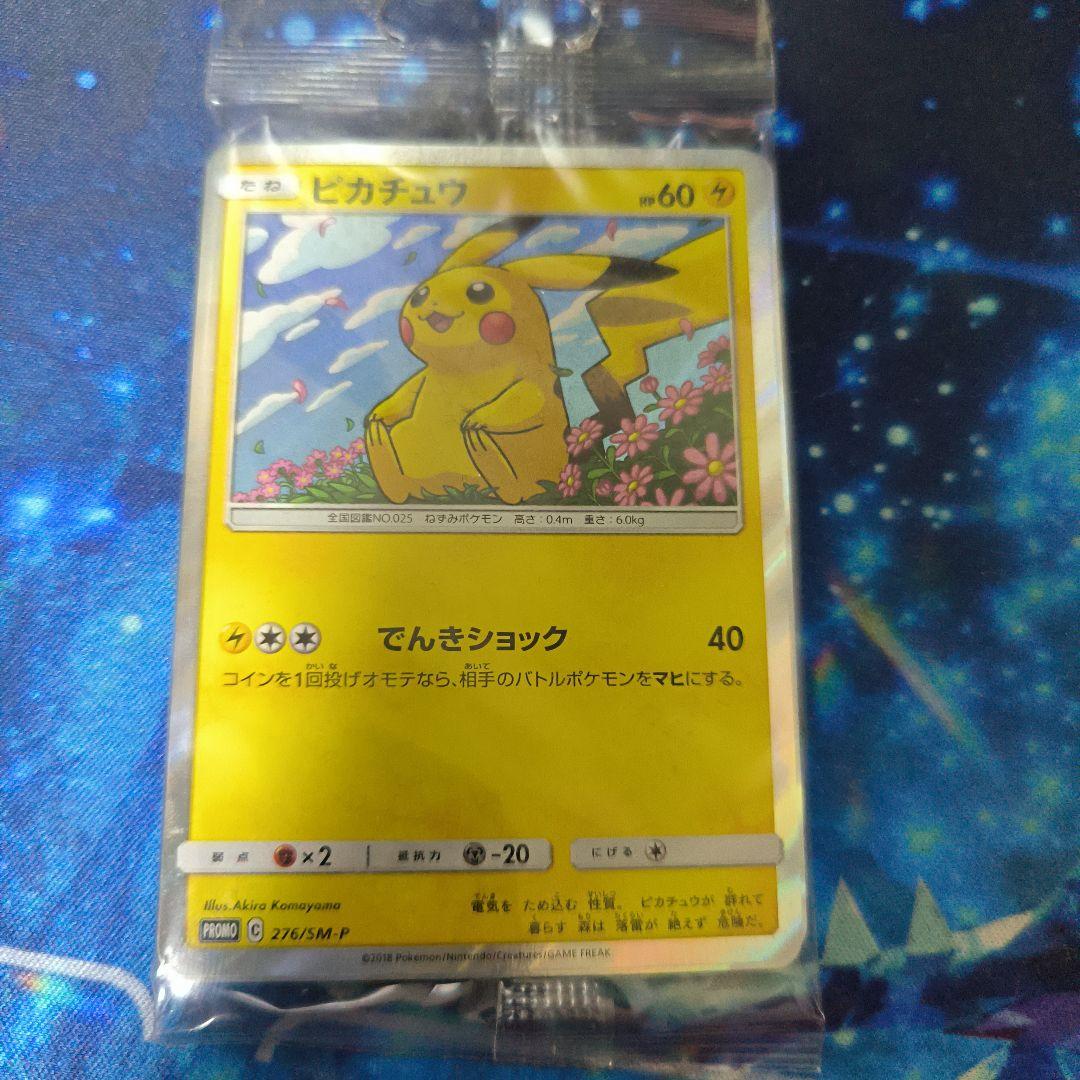 たね ピカチュウ HP60
全国図鑑NO.025 ねずみポケモン 高さ：0.4m 重さ：6.0kg
でんきショック 40
コインを1回投げオモテなら、相手のバトルポケモンをマヒにする。
弱点 ×2 抵抗力 -20 にげる
Illus.Akira Komayama
電気を ため込む 性質。 ピカチュウが 群れて
暮らす 森は 落雷が 絶えず 危険だ。
PROMO C 276/SM-P
©2018 Pokémon/Nintendo/Creatures/GAME FREAK